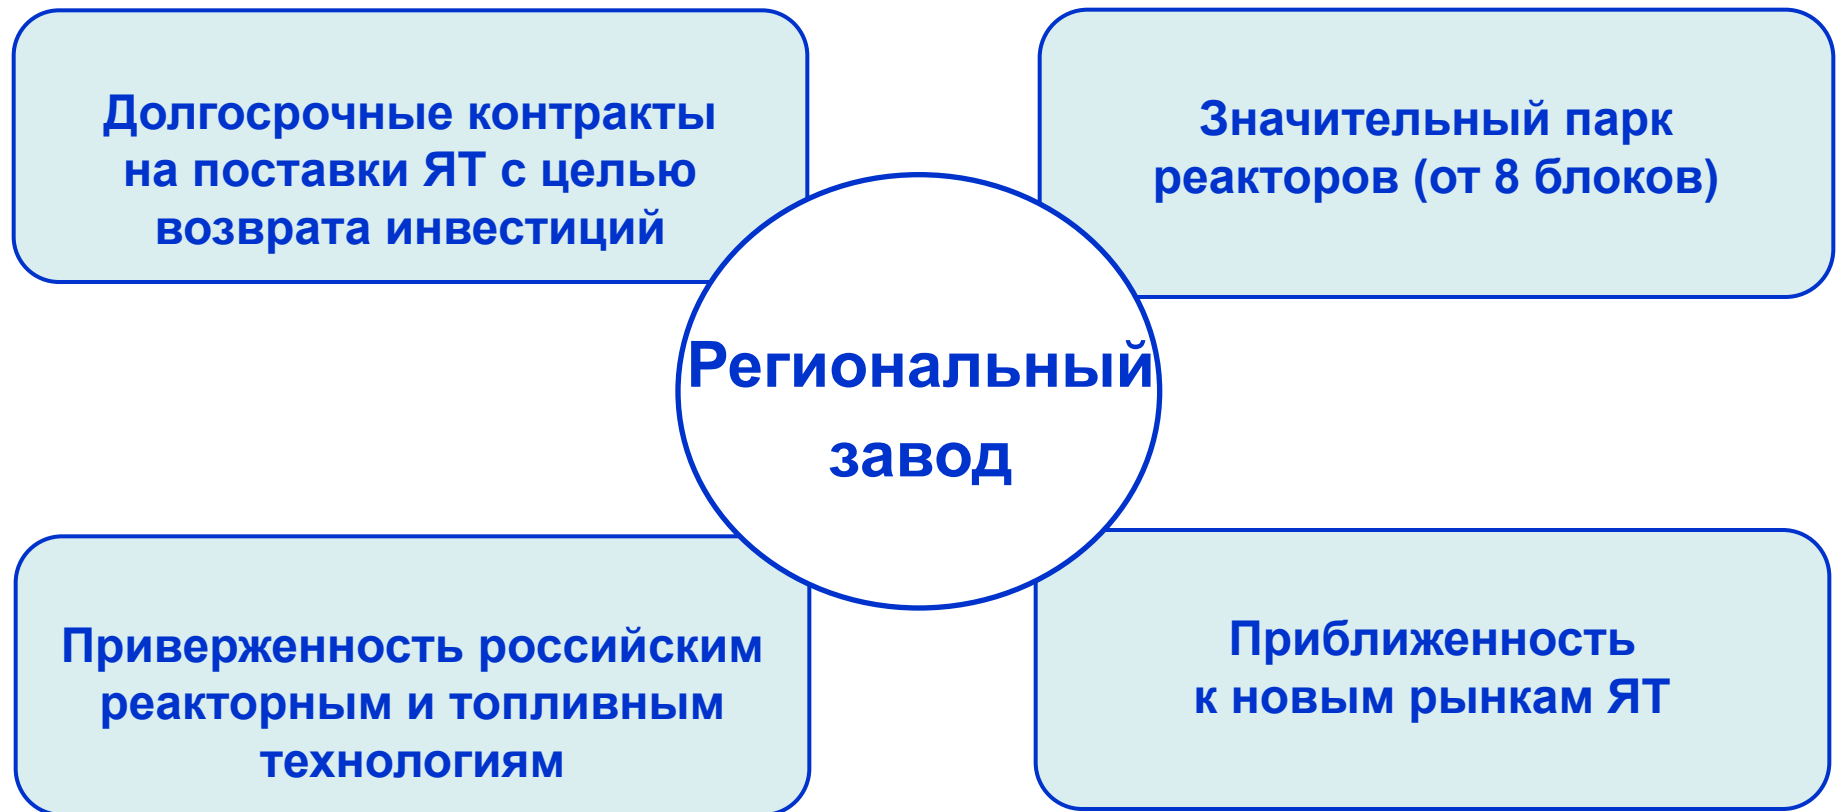 Долгосрочные контракты
на поставки ЯТ с целью
возврата инвестиций
Значительный парк
реакторов (от 8 блоков)
Региональный
завод
Приверженность российским
реакторным и топливным
технологиям
Приближенность
к новым рынкам ЯТ